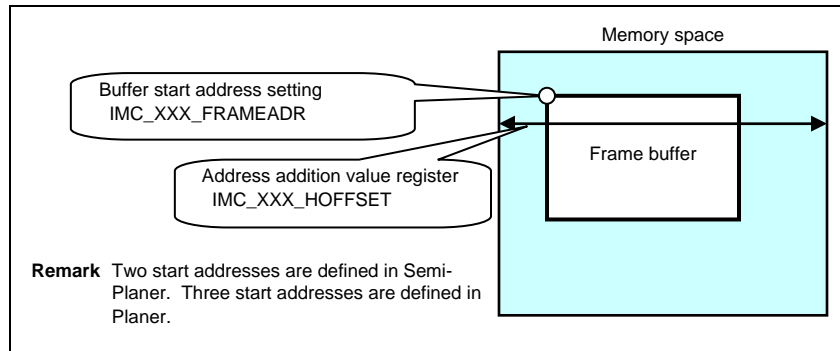 Memory space
Buffer start address setting
IMC_XXX_FRAMEADR
Frame buffer
Address addition value register
IMC_XXX_HOFFSET
Remark Two start addresses are defined in Semi-
Planer. Three start addresses are defined in
Planer.